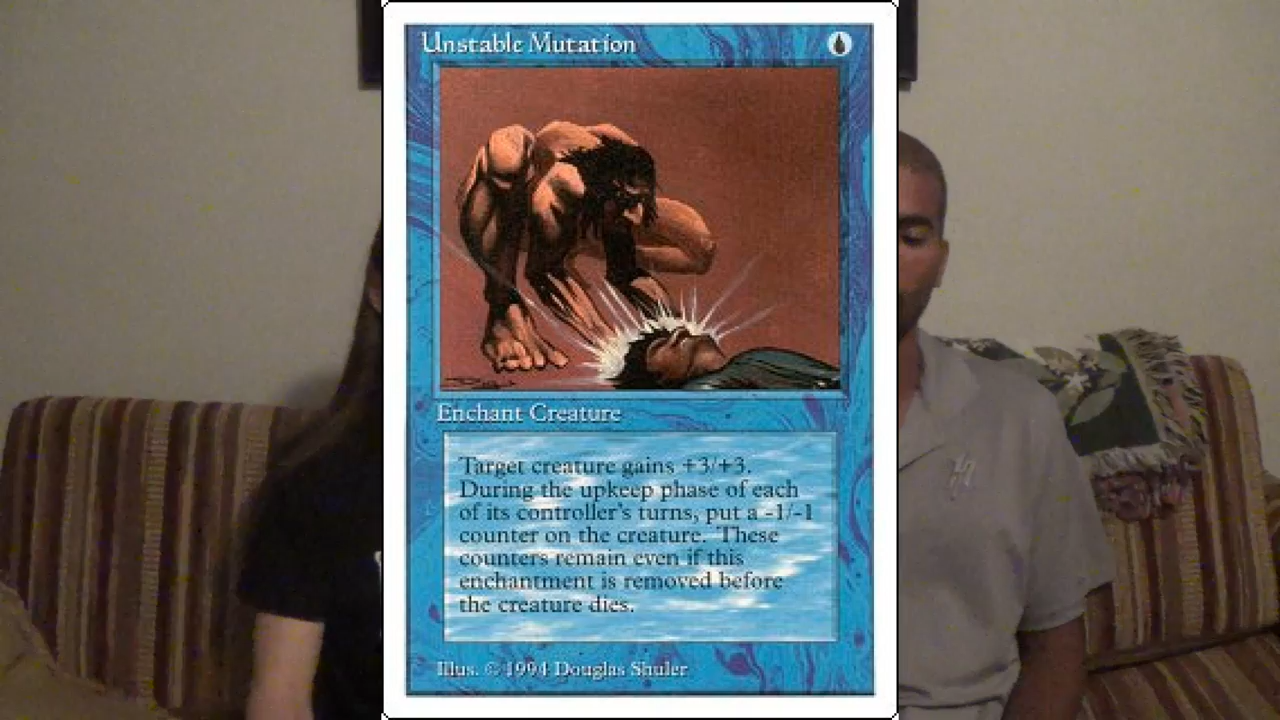 Unstable Mutation
Enchant Creature
Target creature gains +3/+3.
During the upkeep phase of each
of its controller's turns, put a -1/-1
counter on the creature. These
counters remain even if this
enchantment is removed before
the creature dies.
Illus. © 1994 Douglas Shuler